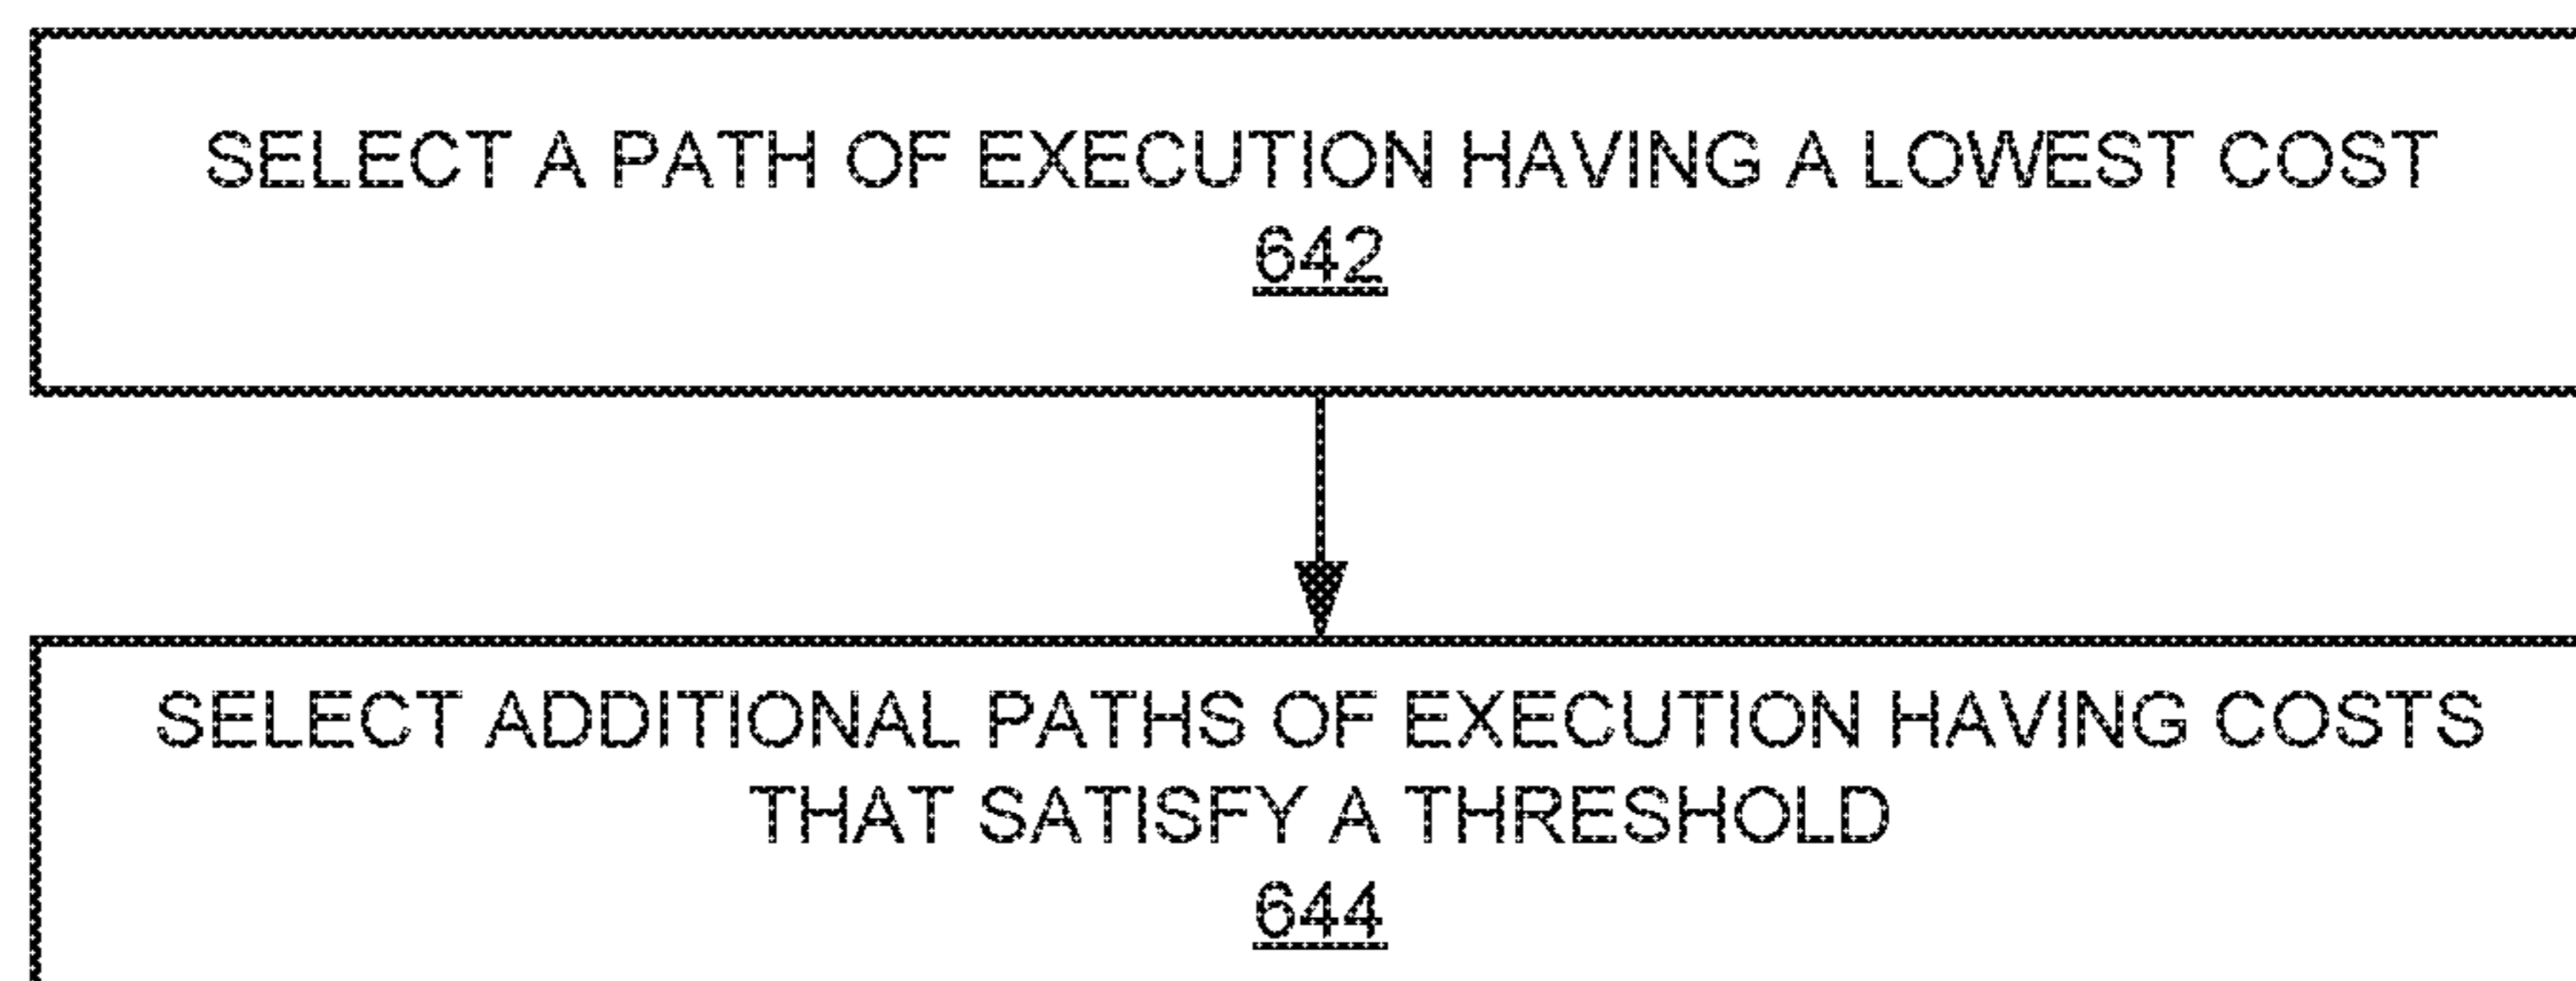 SELECT A PATH OF EXECUTION HAVING A LOWEST COST
642
SELECT ADDITIONAL PATHS OF EXECUTION HAVING COSTS
THAT SATISFY A THRESHOLD
644